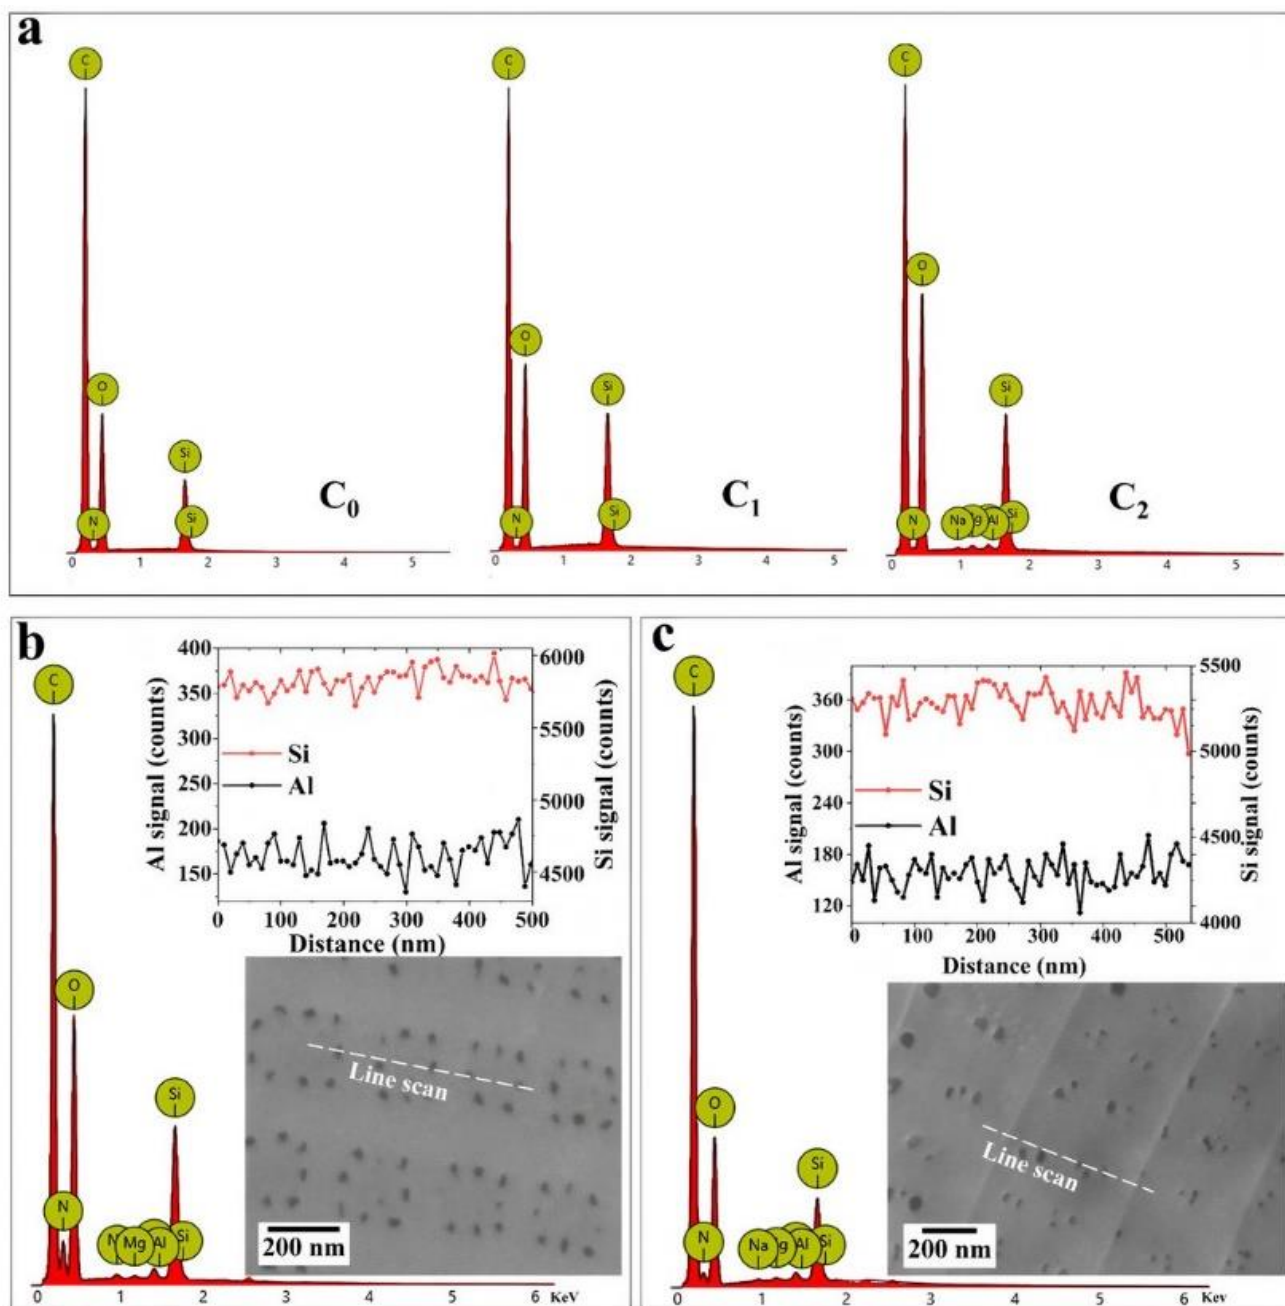 a
C
C
C
O
O
O
Si
Si
Si
C0
C1
C2
N
Si
N
Si
N
Na
g
Al
Si
0 1 2 3 4 5
0 1 2 3 4 5
0 1 2 3 4 5
b
C
O
N
Si
N
Mg
Al
Si
0 1 2 3 4 5 6 KeV
400
350
300
250
200
150
Al signal (counts)
6000
5500
5000
4500
Si signal (counts)
Si
Al
0 100 200 300 400 500
Distance (nm)
Line scan
200 nm
c
C
O
N
Si
Na
g
Al
Si
0 1 2 3 4 5 6 Kev
360
300
240
180
120
Al signal (counts)
5500
5000
4500
4000
Si signal (counts)
Si
Al
0 100 200 300 400 500
Distance (nm)
Line scan
200 nm